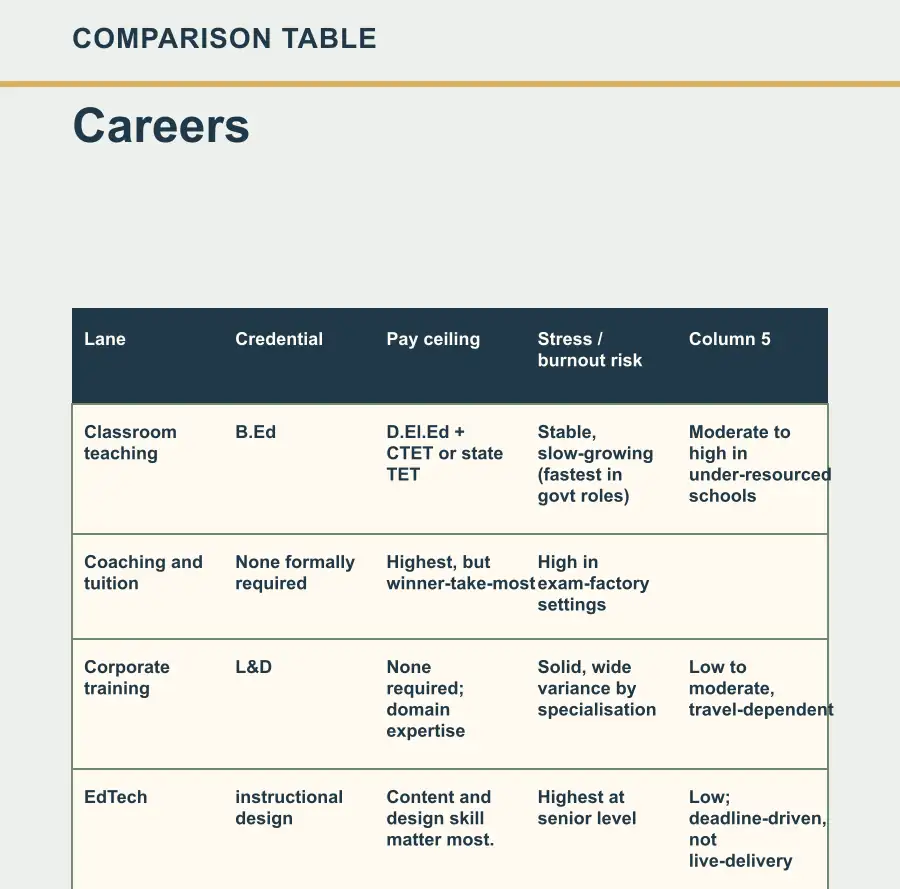 COMPARISON TABLE
Careers
Lane
Credential
Pay ceiling
Stress /
burnout risk
Column 5
Classroom
teaching
B.Ed
D.El.Ed +
CTET or state
TET
Stable,
slow-growing
(fastest in
govt roles)
Moderate to
high in
under-resourced
schools
Coaching and
tuition
None formally
required
Highest, but
winner-take-most
High in
exam-factory
settings
Corporate
training
L&D
None
required;
domain
expertise
Solid, wide
variance by
specialisation
Low to
moderate,
travel-dependent
EdTech
instructional
design
Content and
design skill
matter most.
Highest at
senior level
Low;
deadline-driven,
not
live-delivery